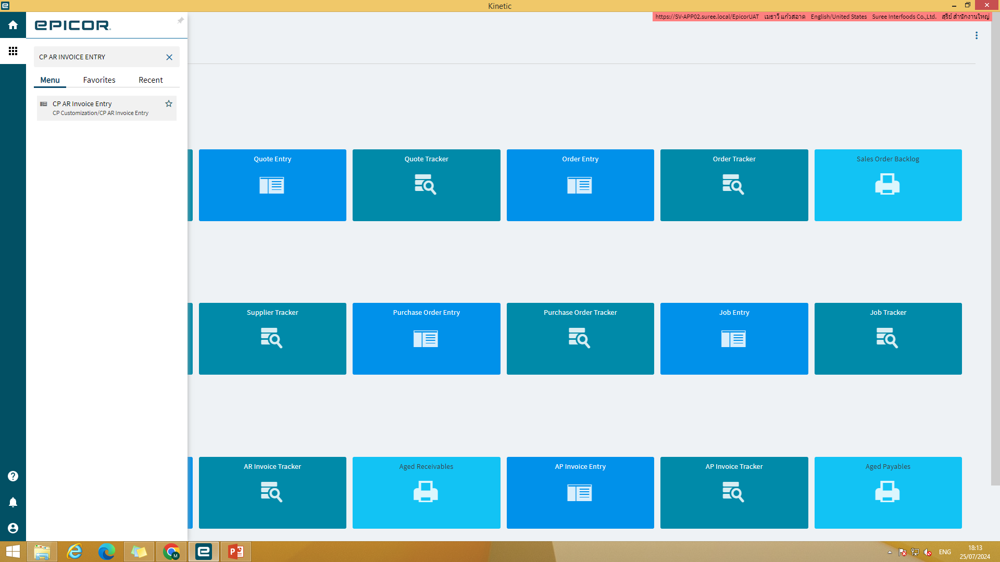 Kinetic
https://SV-APP02.suree.local/EpicorUAT เมธาวี แก้วสอาด English/United States Suree Interfoods Co.,Ltd. สุรีย์ สำนักงานใหญ่
EPICOR
CP AR INVOICE ENTRY
Menu Favorites Recent
CP AR Invoice Entry
CP Customization/CP AR Invoice Entry
Quote Entry Quote Tracker Order Entry Order Tracker Sales Order Backlog
Supplier Tracker Purchase Order Entry Purchase Order Tracker Job Entry Job Tracker
AR Invoice Tracker Aged Receivables AP Invoice Entry AP Invoice Tracker Aged Payables
M
ENG
18:13
25/07/2024